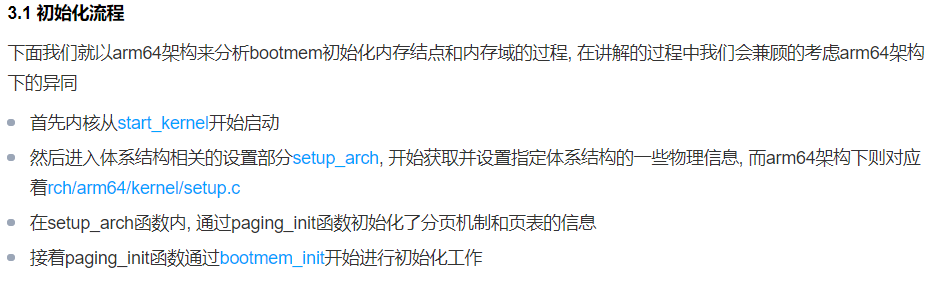 3.1 初始化流程
下面我们就以arm64架构来分析bootmem初始化内存结点和内存域的过程, 在讲解的过程中我们会兼顾的考虑arm64架构
下的异同
首先内核从start_kernel开始启动
然后进入体系结构相关的设置部分setup_arch, 开始获取并设置指定体系结构的一些物理信息, 而arm64架构下则对应
着rch/arm64/kernel/setup.c
在setup_arch函数内, 通过paging_init函数初始化了分页机制和页表的信息
接着paging_init函数通过bootmem_init开始进行初始化工作